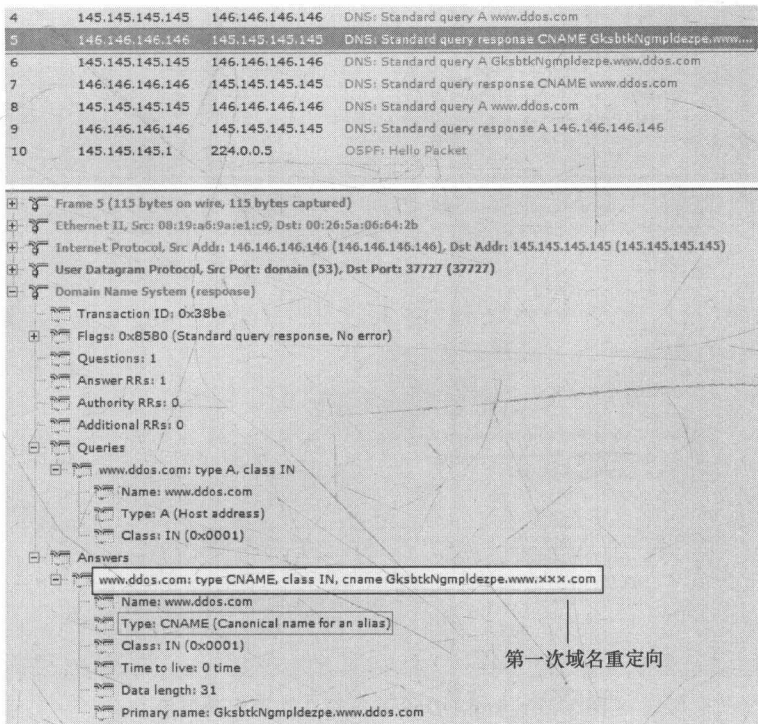 4 145.145.145.145 146.146.146.146 DNS: Standard query A www.ddos.com
5 146.146.146.146 145.145.145.145 DNS: Standard query response CNAME GksbtkNgmpldezpe.www....
6 145.145.145.145 146.146.146.146 DNS: Standard query A GksbtkNgmpldezpe.www.ddos.com
7 146.146.146.146 145.145.145.145 DNS: Standard query response CNAME www.ddos.com
8 145.145.145.145 146.146.146.146 DNS: Standard query A www.ddos.com
9 146.146.146.146 145.145.145.145 DNS: Standard query response A 146.146.146.146
10 145.145.145.1 224.0.0.5 OSPF: Hello Packet
Frame 5 (115 bytes on wire, 115 bytes captured)
Ethernet II, Src: 08:19:a6:9a:e1:c9, Dst: 00:26:5a:06:64:2b
Internet Protocol, Src Addr: 146.146.146.146 (146.146.146.146), Dst Addr: 145.145.145.145 (145.145.145.145)
User Datagram Protocol, Src Port: domain (53), Dst Port: 37727 (37727)
Domain Name System (response)
Transaction ID: 0x38be
Flags: 0x8580 (Standard query response, No error)
Questions: 1
Answer RRs: 1
Authority RRs: 0
Additional RRs: 0
Queries
www.ddos.com: type A, class IN
Name: www.ddos.com
Type: A (Host address)
Class: IN (0x0001)
Answers
www.ddos.com: type CNAME, class IN, cname GksbtkNgmpldezpe.www.×××.com
Name: www.ddos.com
Type: CNAME (Canonical name for an alias)
Class: IN (0x0001)
第一次域名重定向
Time to live: 0 time
Data length: 31
Primary name: GksbtkNgmpldezpe.www.ddos.com